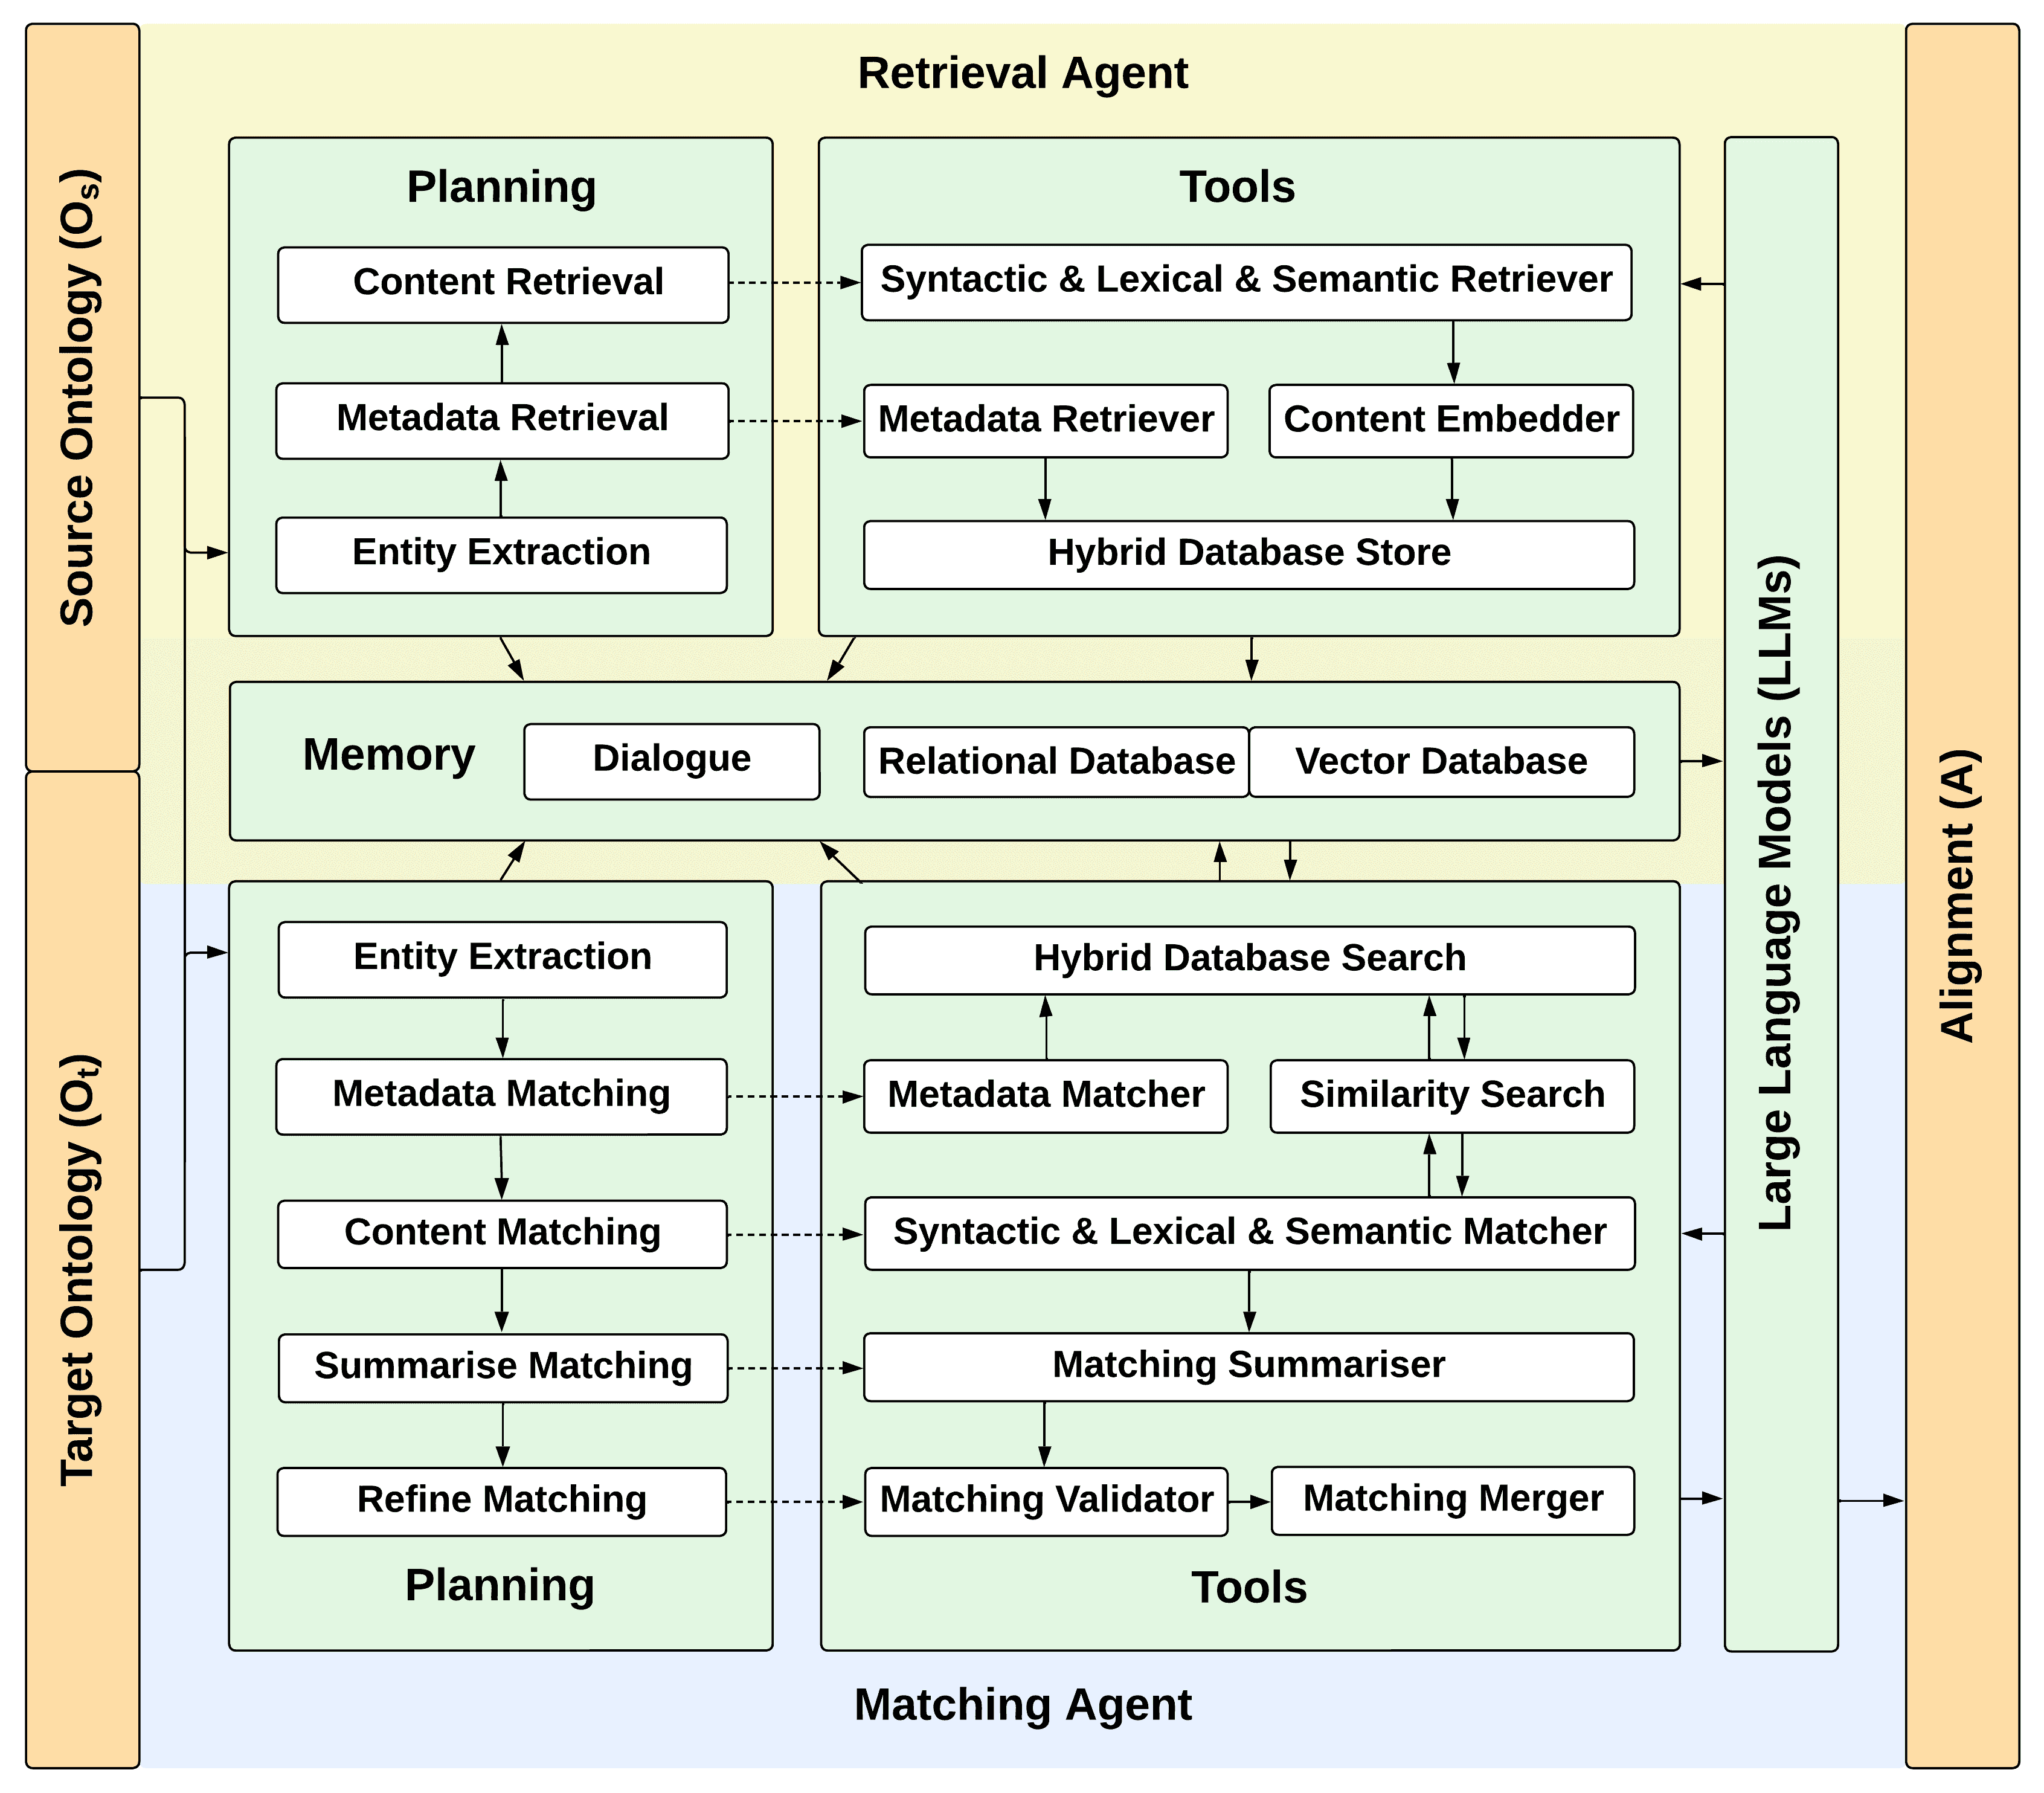 Source Ontology (Os)
Target Ontology (Ot)
Retrieval Agent
Planning
Content Retrieval
Metadata Retrieval
Entity Extraction
Tools
Syntactic & Lexical & Semantic Retriever
Metadata Retriever
Content Embedder
Hybrid Database Store
Memory
Dialogue
Relational Database
Vector Database
Entity Extraction
Metadata Matching
Content Matching
Summarise Matching
Refine Matching
Planning
Hybrid Database Search
Metadata Matcher
Similarity Search
Syntactic & Lexical & Semantic Matcher
Matching Summariser
Matching Validator
Matching Merger
Tools
Matching Agent
Large Language Models (LLMs)
Alignment (A)